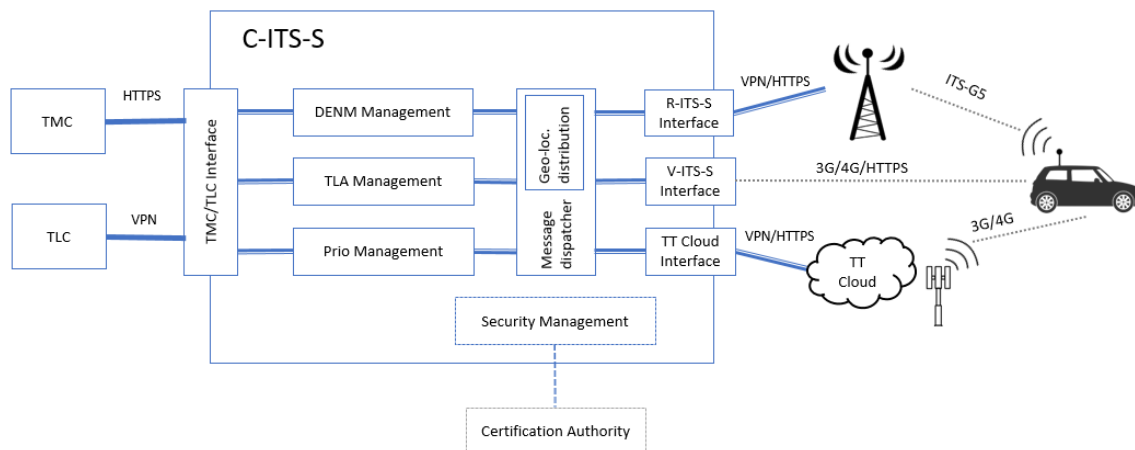 C-ITS-S
HTTPS
TMC
VPN
TLC
TMC/TLC Interface
DENM Management
TLA Management
Prio Management
Geo-loc.
distribution
Message
dispatcher
R-ITS-S
Interface
V-ITS-S
Interface
TT Cloud
Interface
VPN/HTTPS
ITS-G5
3G/4G/HTTPS
3G/4G
VPN/HTTPS
TT
Cloud
Security Management
Certification Authority